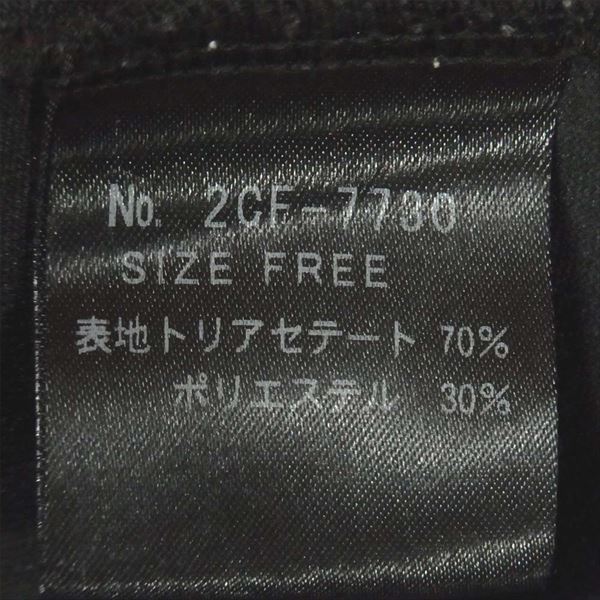 No. 2CF-7730
SIZE FREE
表地トリアセテート 70%
ポリエステル 30%